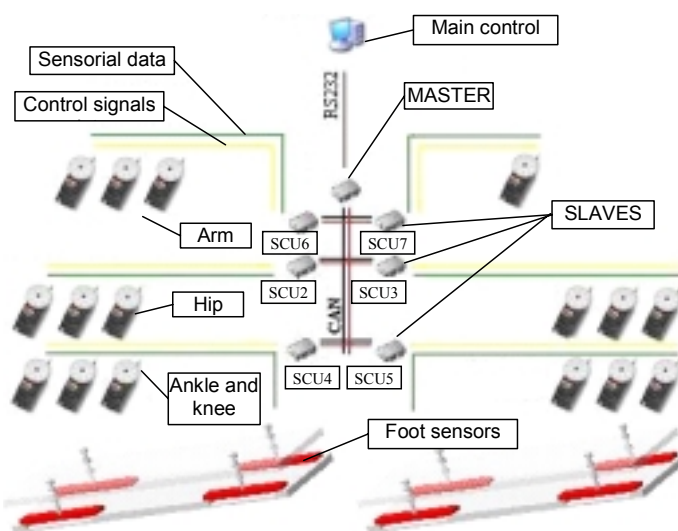 Main control
Sensorial data
RS232
MASTER
Control signals
SLAVES
Arm
SCU6
SCU7
SCU2
SCU3
Hip
CAN
SCU4
SCU5
Ankle and
knee
Foot sensors